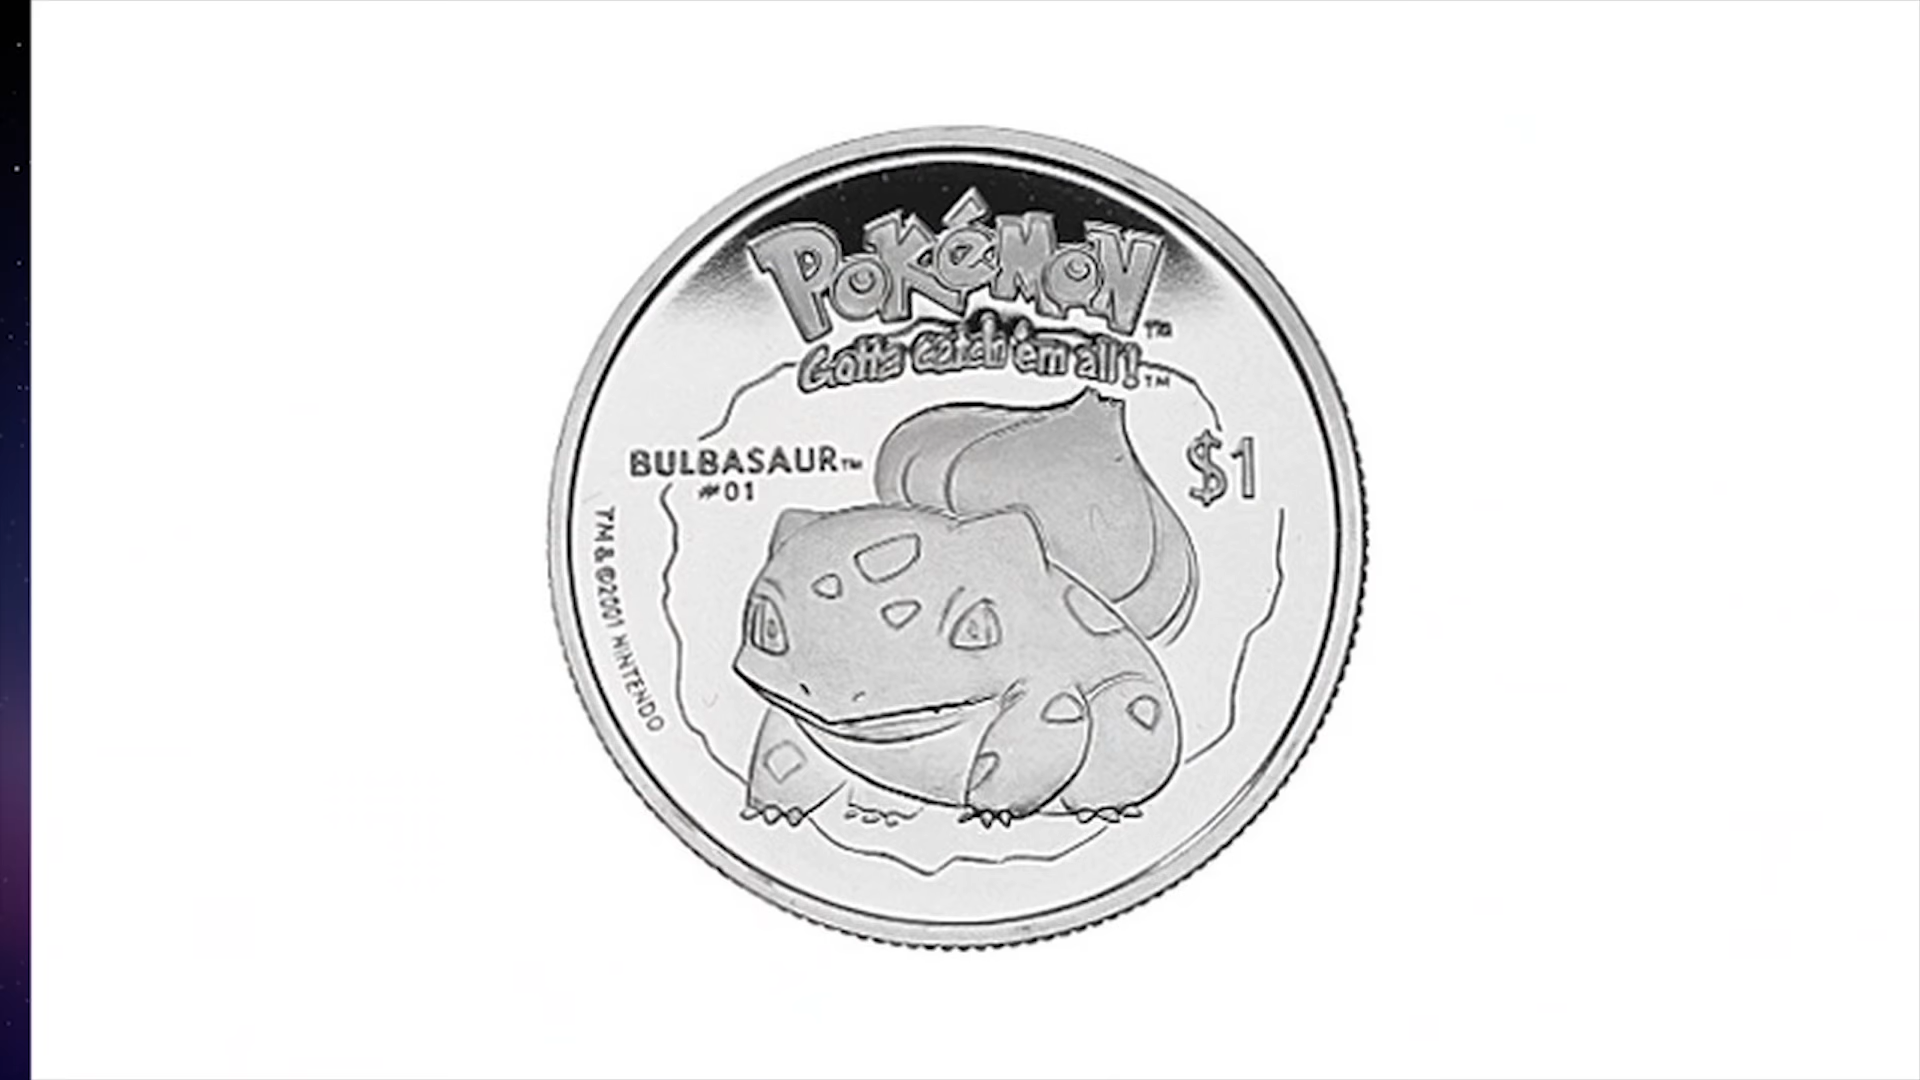 POKéMON™
Gotta catch 'em all!™
BULBASAUR™
#01
$1
TM & ©2001 NINTENDO